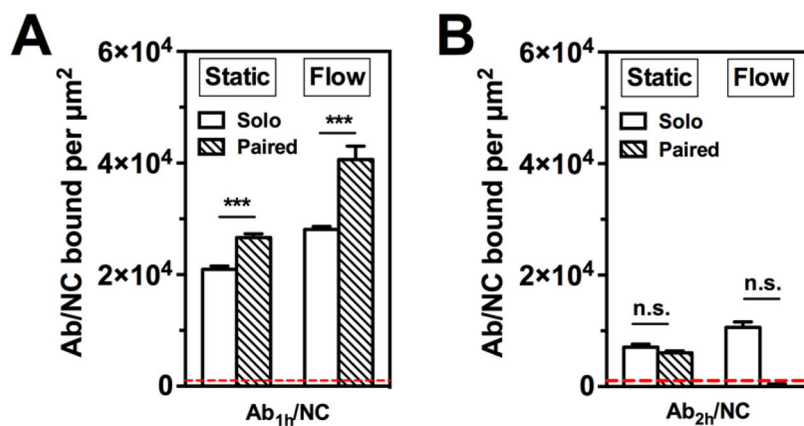 A
Ab/NC bound per µm²
6×10⁴
4×10⁴
2×10⁴
0
Static
Flow
Solo
Paired
***
***
Ab₁ₕ/NC
B
Ab/NC bound per µm²
6×10⁴
4×10⁴
2×10⁴
0
Static
Flow
Solo
Paired
n.s.
n.s.
Ab₂ₕ/NC